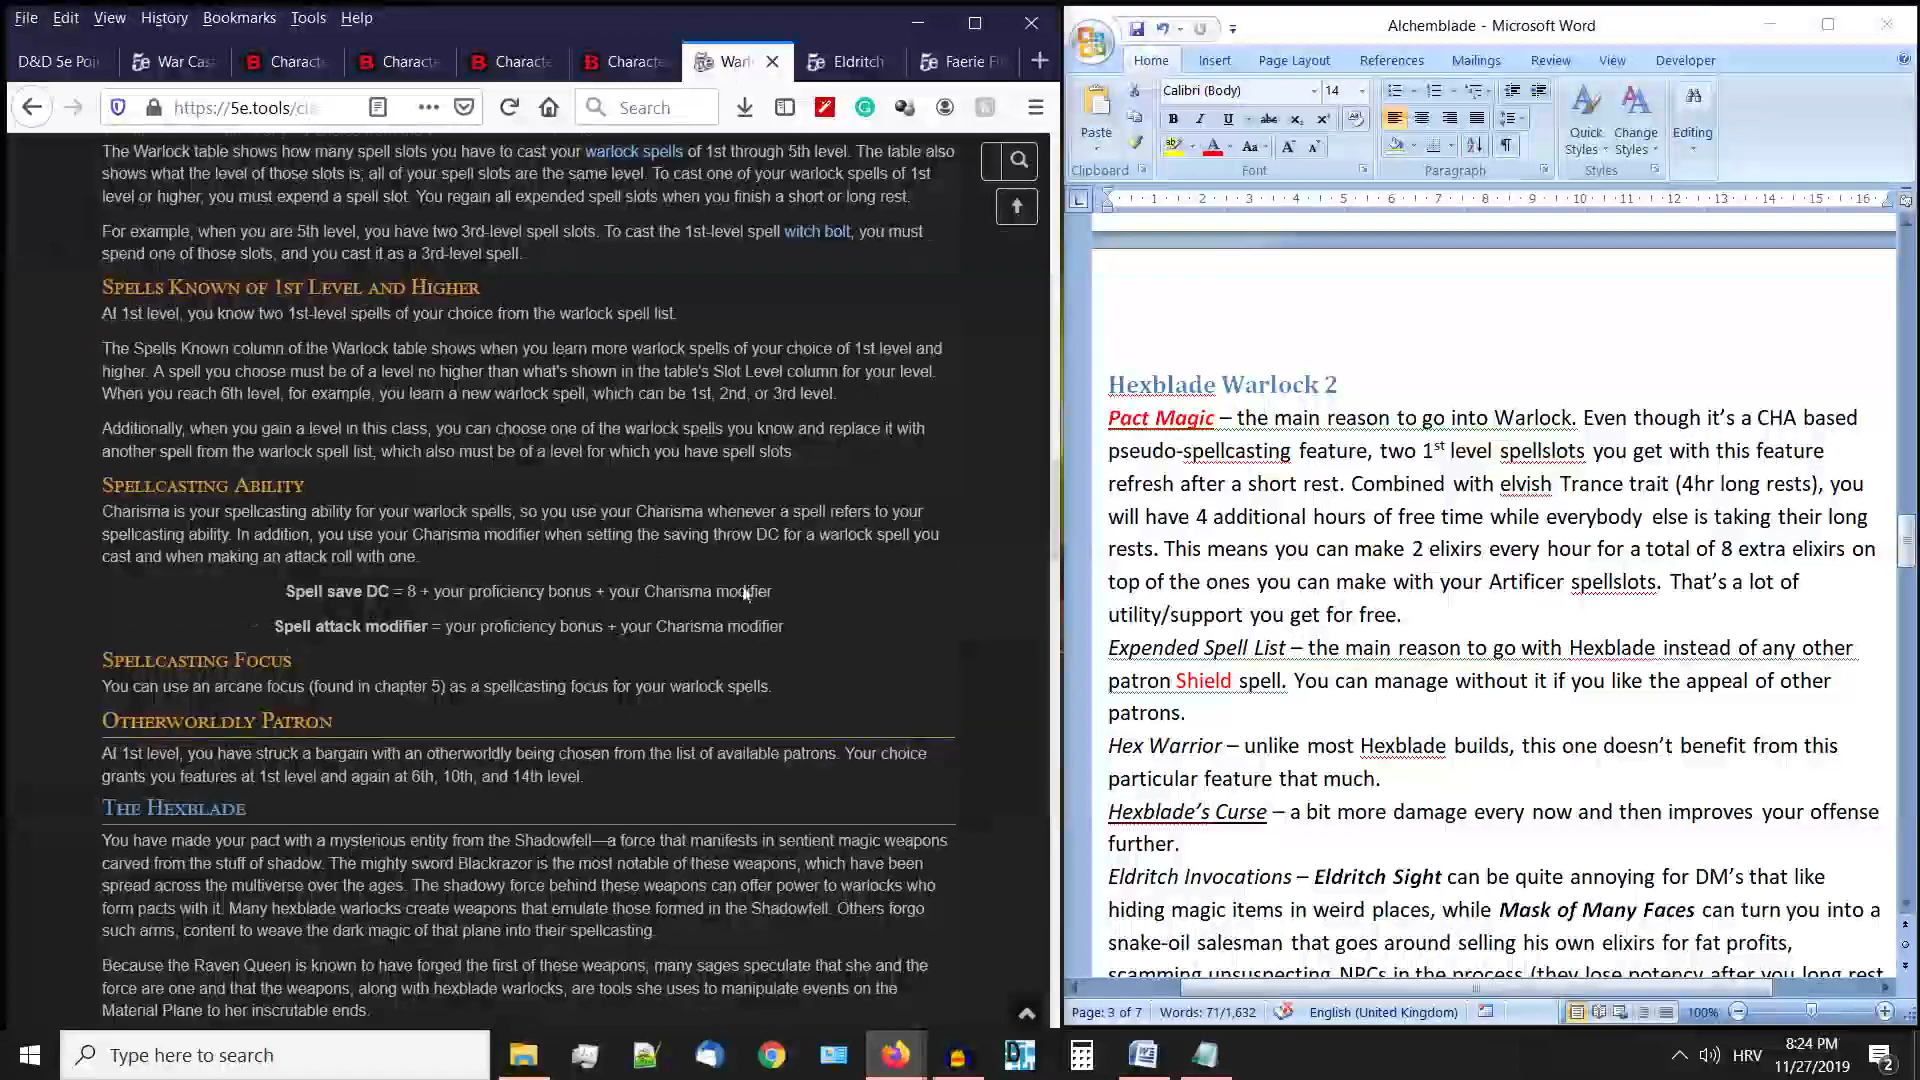 File Edit View History Bookmarks Tools Help
D&D 5e Poi War Cas Characte Characte Characte Characte Warl Eldritch Faerie Fi
https://5e.tools/cla Search
The Warlock table shows how many spell slots you have to cast your warlock spells of 1st through 5th level. The table also
shows what the level of those slots is; all of your spell slots are the same level. To cast one of your warlock spells of 1st
level or higher, you must expend a spell slot. You regain all expended spell slots when you finish a short or long rest.
For example, when you are 5th level, you have two 3rd-level spell slots. To cast the 1st-level spell witch bolt, you must
spend one of those slots, and you cast it as a 3rd-level spell.
Spells Known of 1st Level and Higher
At 1st level, you know two 1st-level spells of your choice from the warlock spell list.
The Spells Known column of the Warlock table shows when you learn more warlock spells of your choice of 1st level and
higher. A spell you choose must be of a level no higher than what's shown in the table's Slot Level column for your level.
When you reach 6th level, for example, you learn a new warlock spell, which can be 1st, 2nd, or 3rd level.
Additionally, when you gain a level in this class, you can choose one of the warlock spells you know and replace it with
another spell from the warlock spell list, which also must be of a level for which you have spell slots.
Spellcasting Ability
Charisma is your spellcasting ability for your warlock spells, so you use your Charisma whenever a spell refers to your
spellcasting ability. In addition, you use your Charisma modifier when setting the saving throw DC for a warlock spell you
cast and when making an attack roll with one.
Spell save DC = 8 + your proficiency bonus + your Charisma modifier
Spell attack modifier = your proficiency bonus + your Charisma modifier
Spellcasting Focus
You can use an arcane focus (found in chapter 5) as a spellcasting focus for your warlock spells.
Otherworldly Patron
At 1st level, you have struck a bargain with an otherworldly being chosen from the list of available patrons. Your choice
grants you features at 1st level and again at 6th, 10th, and 14th level.
The Hexblade
You have made your pact with a mysterious entity from the Shadowfell—a force that manifests in sentient magic weapons
carved from the stuff of shadow. The mighty sword Blackrazor is the most notable of these weapons, which have been
spread across the multiverse over the ages. The shadowy force behind these weapons can offer power to warlocks who
form pacts with it. Many hexblade warlocks create weapons that emulate those formed in the Shadowfell. Others forgo
such arms, content to weave the dark magic of that plane into their spellcasting.
Because the Raven Queen is known to have forged the first of these weapons, many sages speculate that she and the
force are one and that the weapons, along with hexblade warlocks, are tools she uses to manipulate events on the
Material Plane to her inscrutable ends.
Alchemblade - Microsoft Word
Home Insert Page Layout References Mailings Review View Developer
Calibri (Body) 14
Paste Quick Styles Change Styles Editing
Clipboard Font Paragraph Styles
1 2 3 4 5 6 7 8 9 10 11 12 13 14 15 16
Hexblade Warlock 2
Pact Magic – the main reason to go into Warlock. Even though it's a CHA based
pseudo-spellcasting feature, two 1st level spellslots you get with this feature
refresh after a short rest. Combined with elvish Trance trait (4hr long rests), you
will have 4 additional hours of free time while everybody else is taking their long
rests. This means you can make 2 elixirs every hour for a total of 8 extra elixirs on
top of the ones you can make with your Artificer spellslots. That's a lot of
utility/support you get for free.
Expended Spell List – the main reason to go with Hexblade instead of any other
patron Shield spell. You can manage without it if you like the appeal of other
patrons.
Hex Warrior – unlike most Hexblade builds, this one doesn't benefit from this
particular feature that much.
Hexblade's Curse – a bit more damage every now and then improves your offense
further.
Eldritch Invocations – Eldritch Sight can be quite annoying for DM's that like
hiding magic items in weird places, while Mask of Many Faces can turn you into a
snake-oil salesman that goes around selling his own elixirs for fat profits,
scamming unsuspecting NPCs in the process (they lose potency after you long rest
Page: 3 of 7 Words: 71/1,632 English (United Kingdom) 100%
Type here to search
HRV 8:24 PM
11/27/2019 2